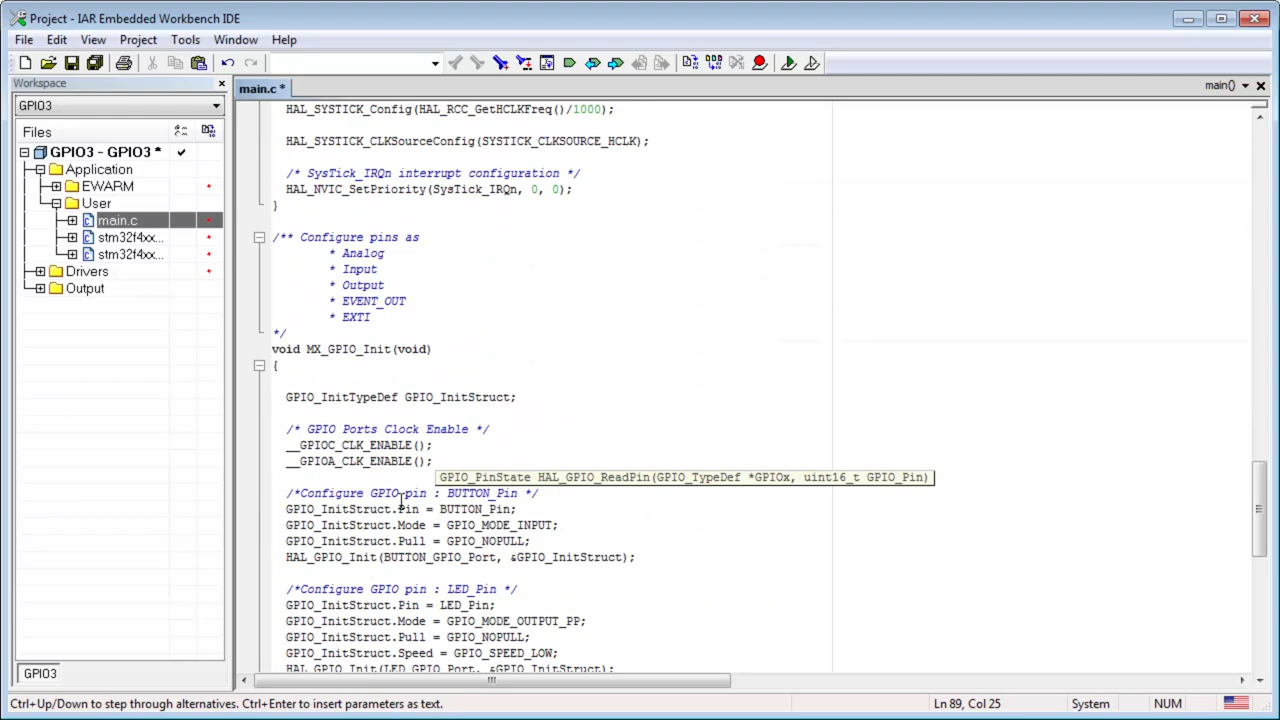 Project - IAR Embedded Workbench IDE
File Edit View Project Tools Window Help
Workspace
GPIO3
Files
GPIO3 - GPIO3 *
Application
EWARM
User
main.c
stm32f4xx...
stm32f4xx...
Drivers
Output
GPIO3
main.c *
main()
HAL_SYSTICK_Config(HAL_RCC_GetHCLKFreq()/1000);
HAL_SYSTICK_CLKSourceConfig(SYSTICK_CLKSOURCE_HCLK);
/* SysTick_IRQn interrupt configuration */
HAL_NVIC_SetPriority(SysTick_IRQn, 0, 0);
}
/** Configure pins as
* Analog
* Input
* Output
* EVENT_OUT
* EXTI
*/
void MX_GPIO_Init(void)
{
GPIO_InitTypeDef GPIO_InitStruct;
/* GPIO Ports Clock Enable */
__GPIOC_CLK_ENABLE();
__GPIOA_CLK_ENABLE();
GPIO_PinState HAL_GPIO_ReadPin(GPIO_TypeDef *GPIOx, uint16_t GPIO_Pin)
/*Configure GPIO pin : BUTTON_Pin */
GPIO_InitStruct.Pin = BUTTON_Pin;
GPIO_InitStruct.Mode = GPIO_MODE_INPUT;
GPIO_InitStruct.Pull = GPIO_NOPULL;
HAL_GPIO_Init(BUTTON_GPIO_Port, &GPIO_InitStruct);
/*Configure GPIO pin : LED_Pin */
GPIO_InitStruct.Pin = LED_Pin;
GPIO_InitStruct.Mode = GPIO_MODE_OUTPUT_PP;
GPIO_InitStruct.Pull = GPIO_NOPULL;
GPIO_InitStruct.Speed = GPIO_SPEED_LOW;
HAL_GPIO_Init(LED_GPIO_Port, &GPIO_InitStruct);
Ctrl+Up/Down to step through alternatives. Ctrl+Enter to insert parameters as text.
Ln 89, Col 25
System
NUM